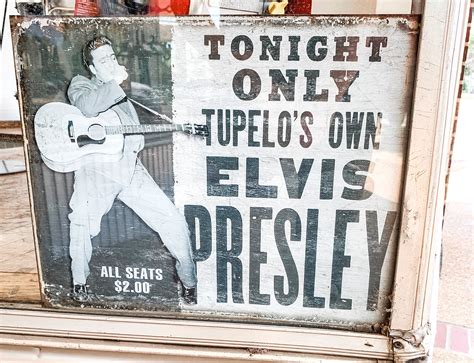 TONIGHT
ONLY
TUPELO'S OWN
ELVIS
PRESLEY
ALL SEATS
$2.00